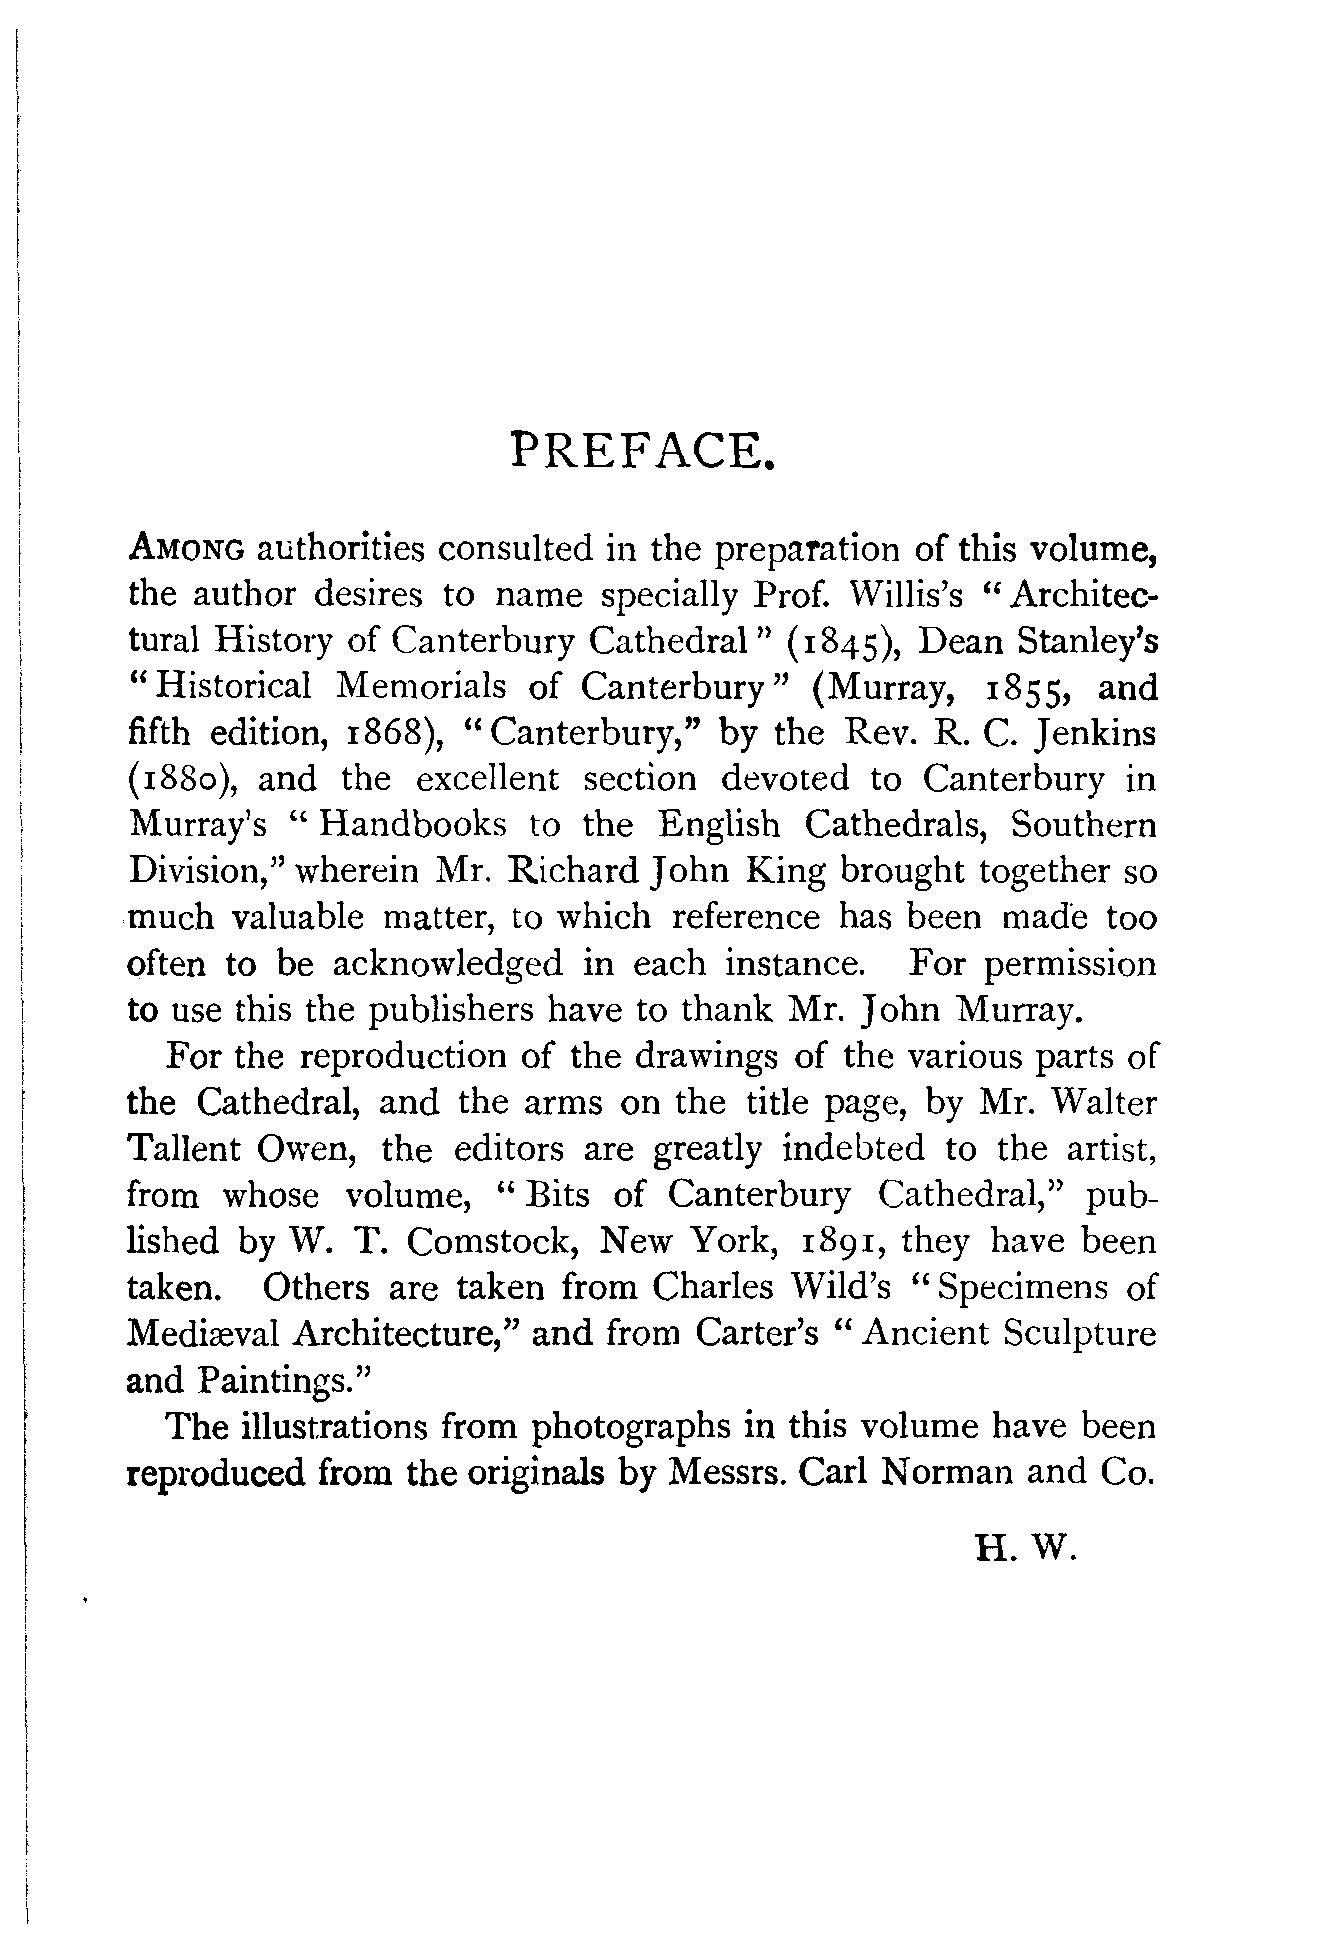 PREFACE.
AMONG authorities consulted in the preparation of this volume,
the author desires to name specially Prof. Willis's “Architec-
tural History of Canterbury Cathedral” (1845), Dean Stanley's
“Historical Memorials of Canterbury” (Murray, 1855, and
fifth edition, 1868), “Canterbury,” by the Rev. R. C. Jenkins
(1880), and the excellent section devoted to Canterbury in
Murray's “Handbooks to the English Cathedrals, Southern
Division,” wherein Mr. Richard John King brought together so
much valuable matter, to which reference has been made too
often to be acknowledged in each instance. For permission
to use this the publishers have to thank Mr. John Murray.
For the reproduction of the drawings of the various parts of
the Cathedral, and the arms on the title page, by Mr. Walter
Tallent Owen, the editors are greatly indebted to the artist,
from whose volume, “Bits of Canterbury Cathedral,” pub-
lished by W. T. Comstock, New York, 1891, they have been
taken. Others are taken from Charles Wild's “Specimens of
Mediæval Architecture,” and from Carter's “Ancient Sculpture
and Paintings.”
The illustrations from photographs in this volume have been
reproduced from the originals by Messrs. Carl Norman and Co.
H. W.